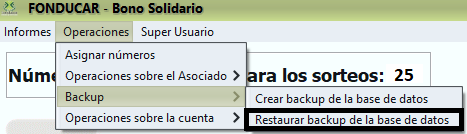 FONDUCAR - Bono Solidario
Informes Operaciones Super Usuario
Asignar números
Núm ara los sorteos: 25
Operaciones sobre el Asociado
Backup
Crear backup de la base de datos
Operaciones sobre la cuenta
Restaurar backup de la base de datos